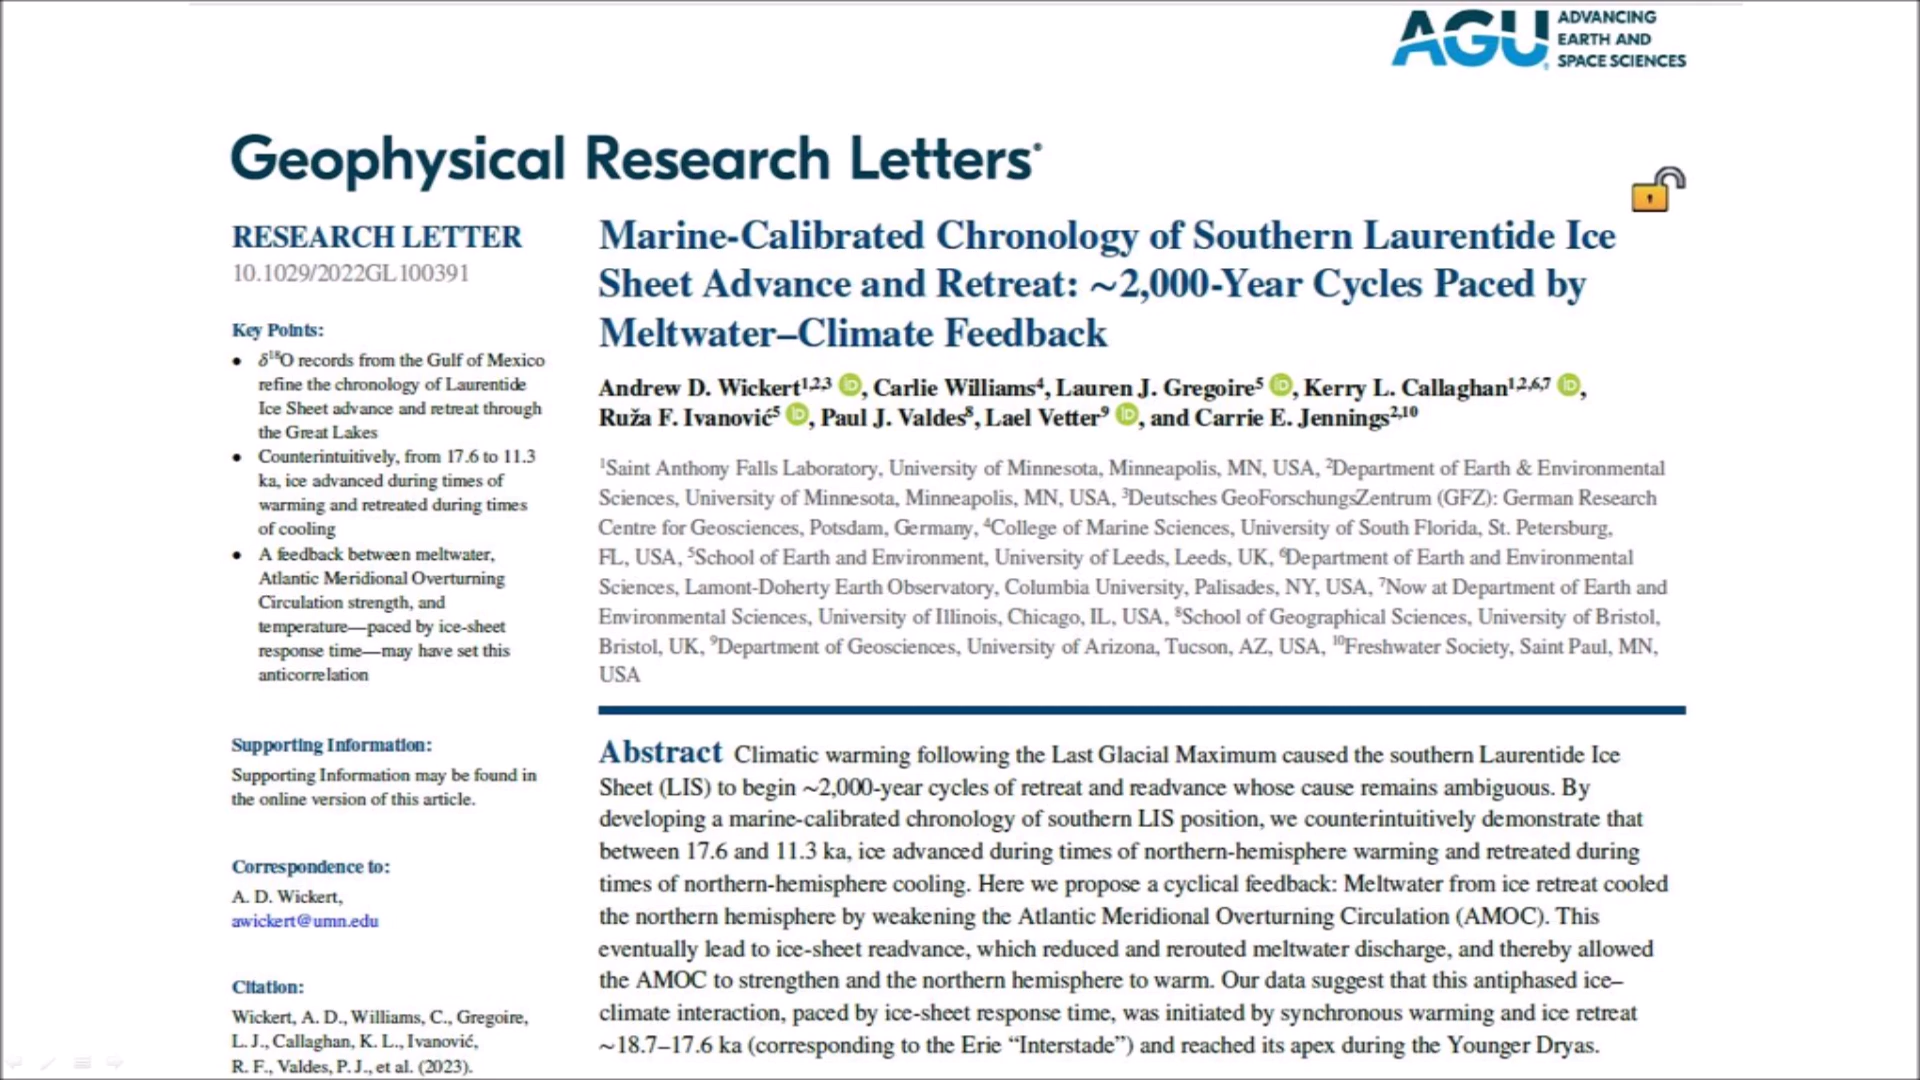 AGU ADVANCING
EARTH AND
SPACE SCIENCES
Geophysical Research Letters®
RESEARCH LETTER
10.1029/2022GL100391
Key Points:
• δ¹⁸O records from the Gulf of Mexico
refine the chronology of Laurentide
Ice Sheet advance and retreat through
the Great Lakes
• Counterintuitively, from 17.6 to 11.3
ka, ice advanced during times of
warming and retreated during times
of cooling
• A feedback between meltwater,
Atlantic Meridional Overturning
Circulation strength, and
temperature—paced by ice-sheet
response time—may have set this
anticorrelation
Supporting Information:
Supporting Information may be found in
the online version of this article.
Correspondence to:
A. D. Wickert,
awickert@umn.edu
Citation:
Wickert, A. D., Williams, C., Gregoire,
L. J., Callaghan, K. L., Ivanović,
R. F., Valdes, P. J., et al. (2023).
Marine-Calibrated Chronology of Southern Laurentide Ice
Sheet Advance and Retreat: ~2,000-Year Cycles Paced by
Meltwater–Climate Feedback
Andrew D. Wickert¹,²,³ iD, Carlie Williams⁴, Lauren J. Gregoire⁵ iD, Kerry L. Callaghan¹,²,⁶,⁷ iD,
Ruža F. Ivanović⁵ iD, Paul J. Valdes⁸, Lael Vetter⁹ iD, and Carrie E. Jennings²,¹⁰
¹Saint Anthony Falls Laboratory, University of Minnesota, Minneapolis, MN, USA, ²Department of Earth & Environmental
Sciences, University of Minnesota, Minneapolis, MN, USA, ³Deutsches GeoForschungsZentrum (GFZ): German Research
Centre for Geosciences, Potsdam, Germany, ⁴College of Marine Sciences, University of South Florida, St. Petersburg,
FL, USA, ⁵School of Earth and Environment, University of Leeds, Leeds, UK, ⁶Department of Earth and Environmental
Sciences, Lamont-Doherty Earth Observatory, Columbia University, Palisades, NY, USA, ⁷Now at Department of Earth and
Environmental Sciences, University of Illinois, Chicago, IL, USA, ⁸School of Geographical Sciences, University of Bristol,
Bristol, UK, ⁹Department of Geosciences, University of Arizona, Tucson, AZ, USA, ¹⁰Freshwater Society, Saint Paul, MN,
USA
Abstract Climatic warming following the Last Glacial Maximum caused the southern Laurentide Ice
Sheet (LIS) to begin ~2,000-year cycles of retreat and readvance whose cause remains ambiguous. By
developing a marine-calibrated chronology of southern LIS position, we counterintuitively demonstrate that
between 17.6 and 11.3 ka, ice advanced during times of northern-hemisphere warming and retreated during
times of northern-hemisphere cooling. Here we propose a cyclical feedback: Meltwater from ice retreat cooled
the northern hemisphere by weakening the Atlantic Meridional Overturning Circulation (AMOC). This
eventually lead to ice-sheet readvance, which reduced and rerouted meltwater discharge, and thereby allowed
the AMOC to strengthen and the northern hemisphere to warm. Our data suggest that this antiphased ice–
climate interaction, paced by ice-sheet response time, was initiated by synchronous warming and ice retreat
~18.7–17.6 ka (corresponding to the Erie “Interstade”) and reached its apex during the Younger Dryas.